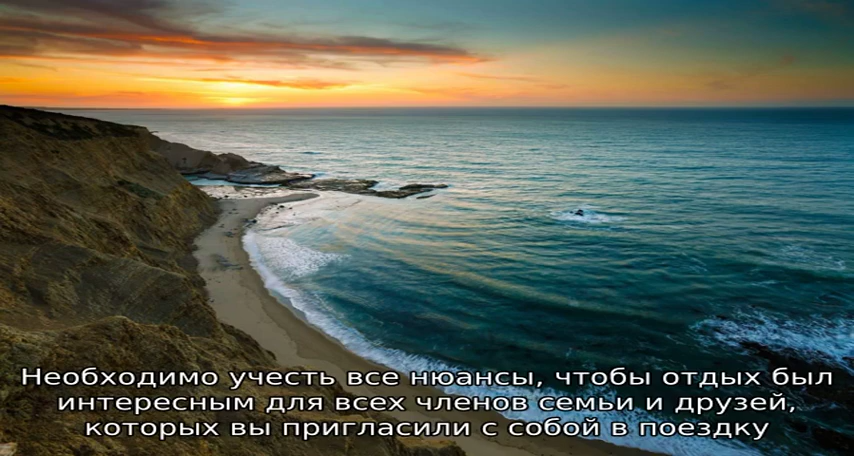 Необходимо учесть все нюансы, чтобы отдых был
интересным для всех членов семьи и друзей,
которых вы пригласили с собой в поездку